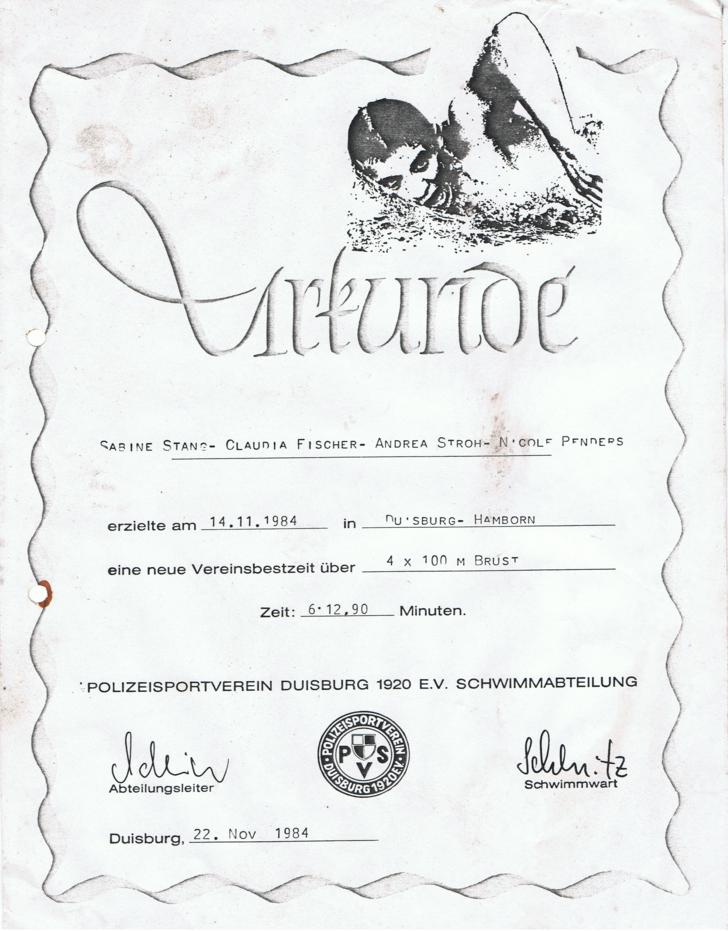 Urkunde
SABINE STANG- CLAUDIA FISCHER- ANDREA STROH- NICOLE PENDERS
erzielte am 14.11.1984 in DUISBURG- HAMBORN
eine neue Vereinsbestzeit über 4 x 100 M BRUST
Zeit: 6·12,90 Minuten.
POLIZEISPORTVEREIN DUISBURG 1920 E.V. SCHWIMMABTEILUNG
POLIZEISPORTVEREIN
PSV
DUISBURG 1920 E.V.
Abteilungsleiter
Schwimmwart
Duisburg, 22. Nov 1984